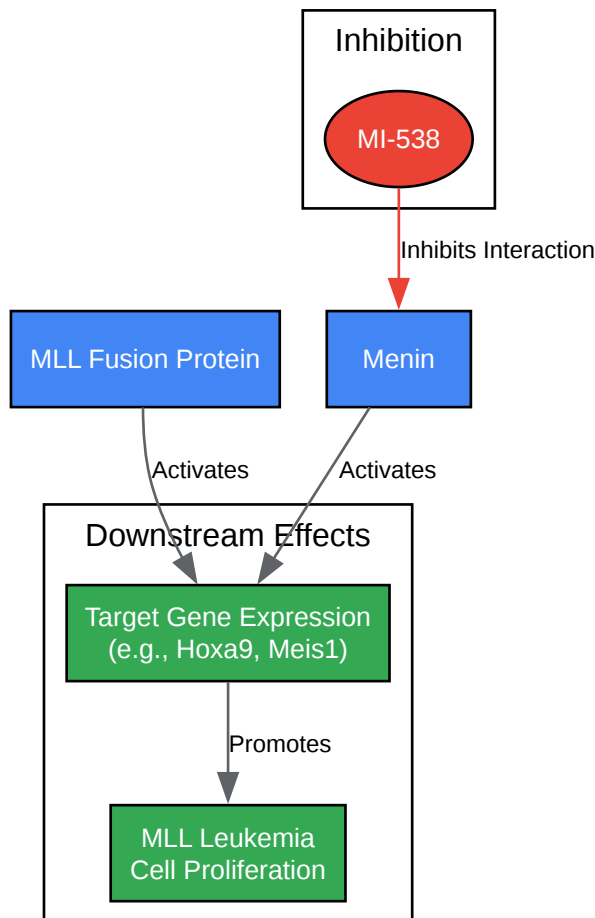 Inhibition
MI-538
Inhibits Interaction
MLL Fusion Protein
Menin
Activates
Activates
Downstream Effects
Target Gene Expression
(e.g., Hoxa9, Meis1)
Promotes
MLL Leukemia
Cell Proliferation